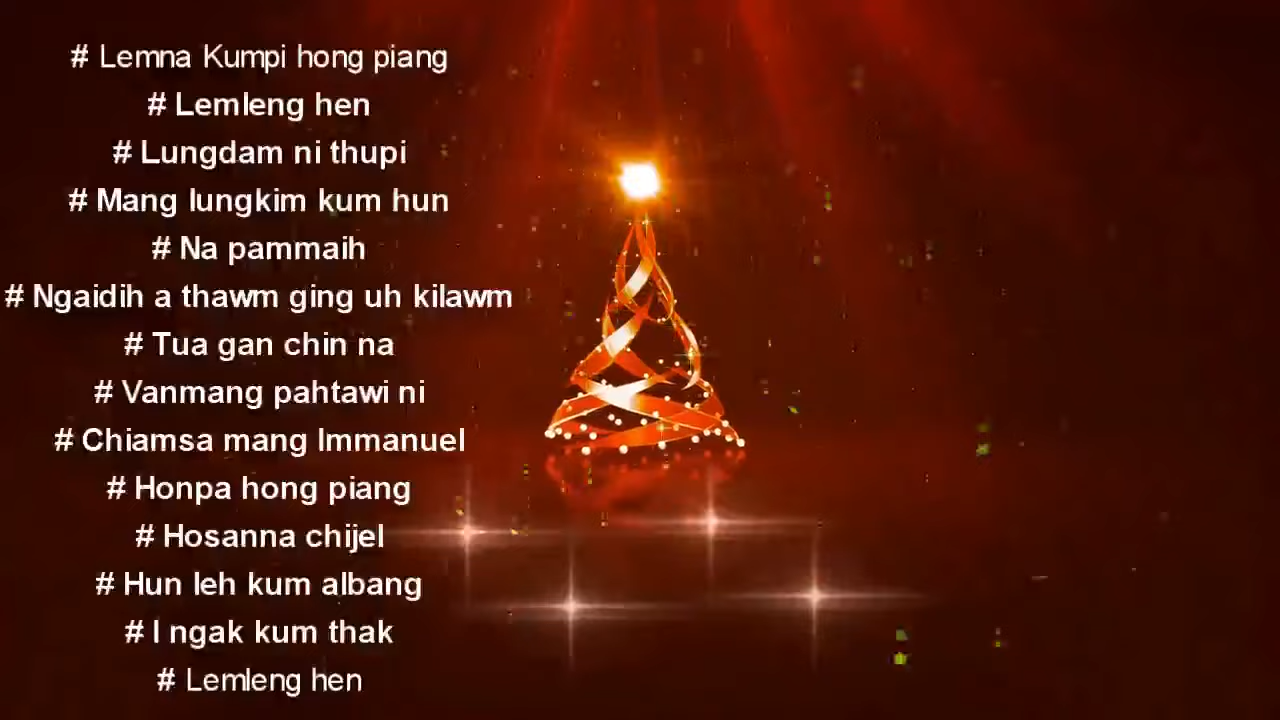 # Lemna Kumpi hong piang
# Lemleng hen
# Lungdam ni thupi
# Mang lungkim kum hun
# Na pammaih
# Ngaidih a thawm ging uh kilawm
# Tua gan chin na
# Vanmang pahtawi ni
# Chiamsa mang Immanuel
# Honpa hong piang
# Hosanna chijel
# Hun leh kum albang
# I ngak kum thak
# Lemleng hen